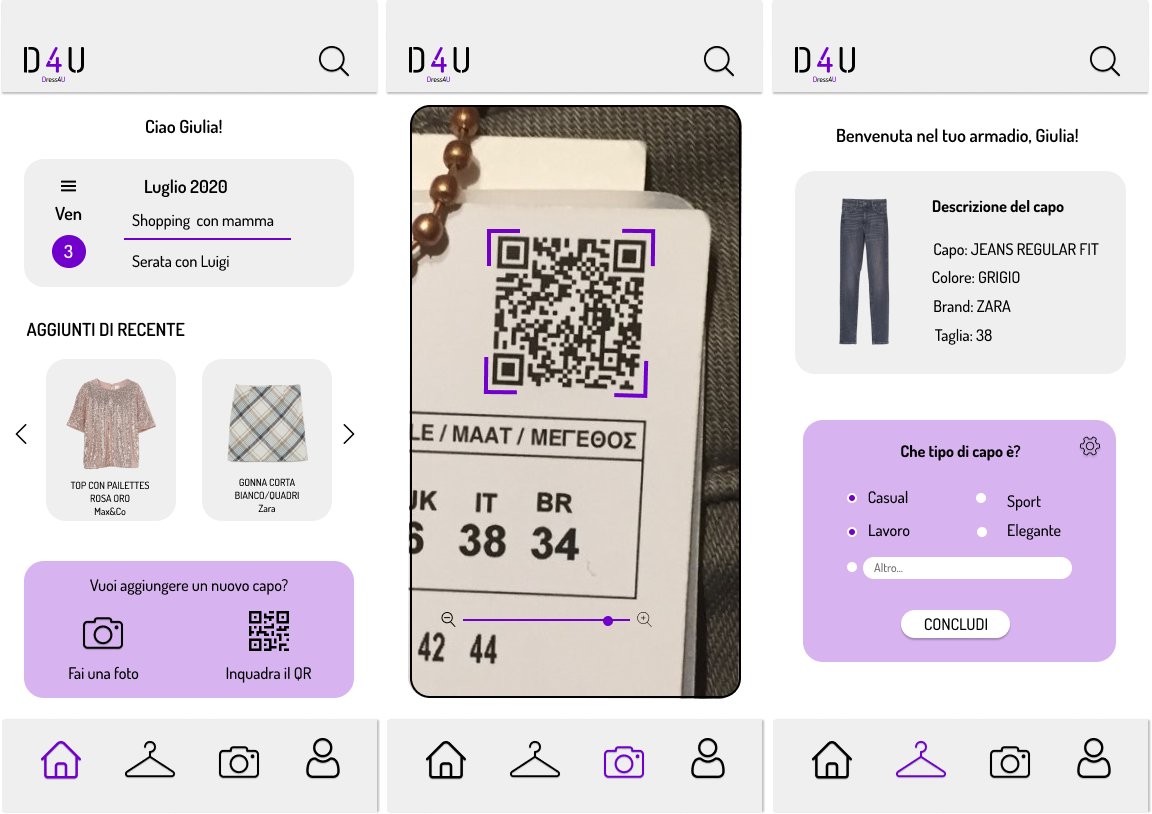 D4U
Dress4U
Ciao Giulia!
Luglio 2020
Ven
3
Shopping con mamma
Serata con Luigi
AGGIUNTI DI RECENTE
TOP CON PAILETTES
ROSA ORO
Max&Co
GONNA CORTA
BIANCO/QUADRI
Zara
Vuoi aggiungere un nuovo capo?
Fai una foto
Inquadra il QR
D4U
Dress4U
/ MAAT / ΜΕΓΕΘΟΣ
IT BR
38 34
42 44
D4U
Dress4U
Benvenuta nel tuo armadio, Giulia!
Descrizione del capo
Capo: JEANS REGULAR FIT
Colore: GRIGIO
Brand: ZARA
Taglia: 38
Che tipo di capo è?
Casual
Sport
Lavoro
Elegante
Altro...
CONCLUDI